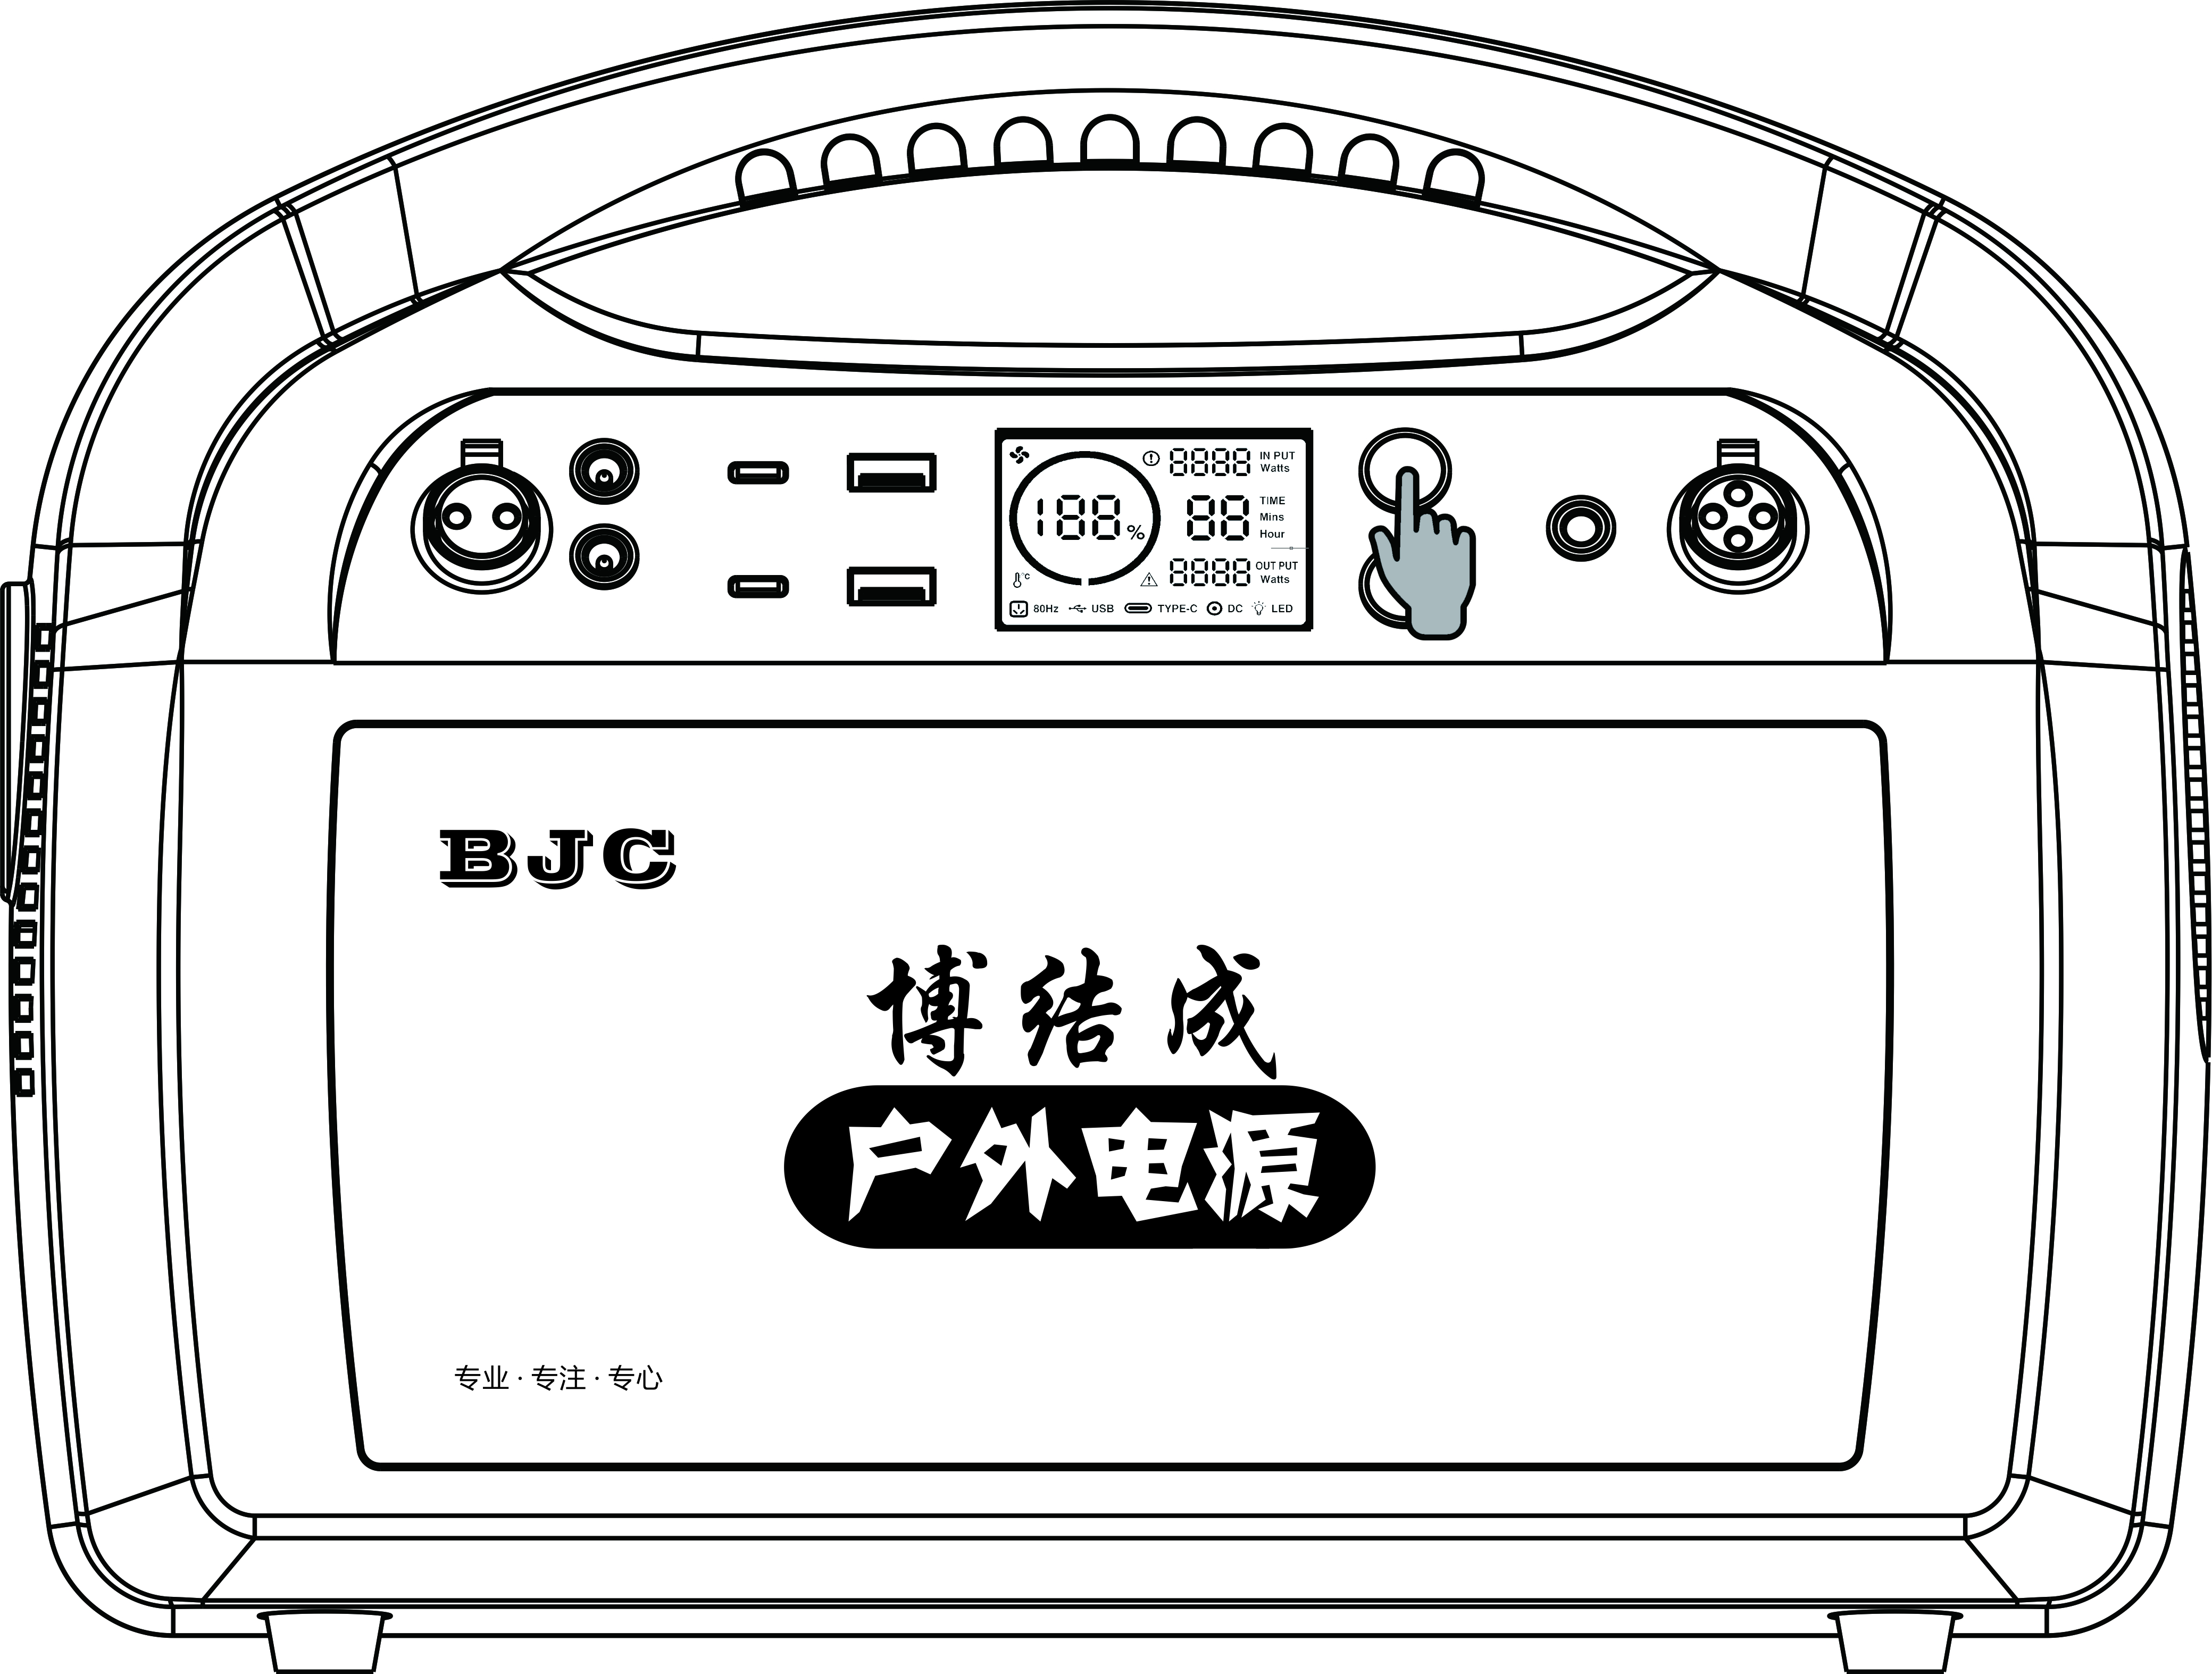 8888 IN PUT
Watts
188% 88 TIME
Mins
Hour
°C 8888 OUT PUT
Watts
80Hz USB TYPE-C DC LED
BJC
博结成
户外电源
专业·专注·专心